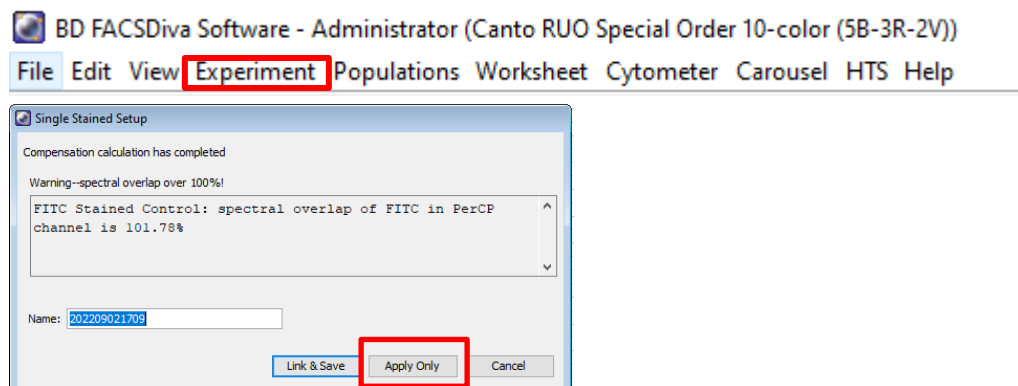 BD FACSDiva Software - Administrator (Canto RUO Special Order 10-color (5B-3R-2V))
File Edit View Experiment Populations Worksheet Cytometer Carousel HTS Help
Single Stained Setup
Compensation calculation has completed
Warning--spectral overlap over 100%!
FITC Stained Control: spectral overlap of FITC in PerCP
channel is 101.78%
Name: 202209021709
Link & Save Apply Only Cancel